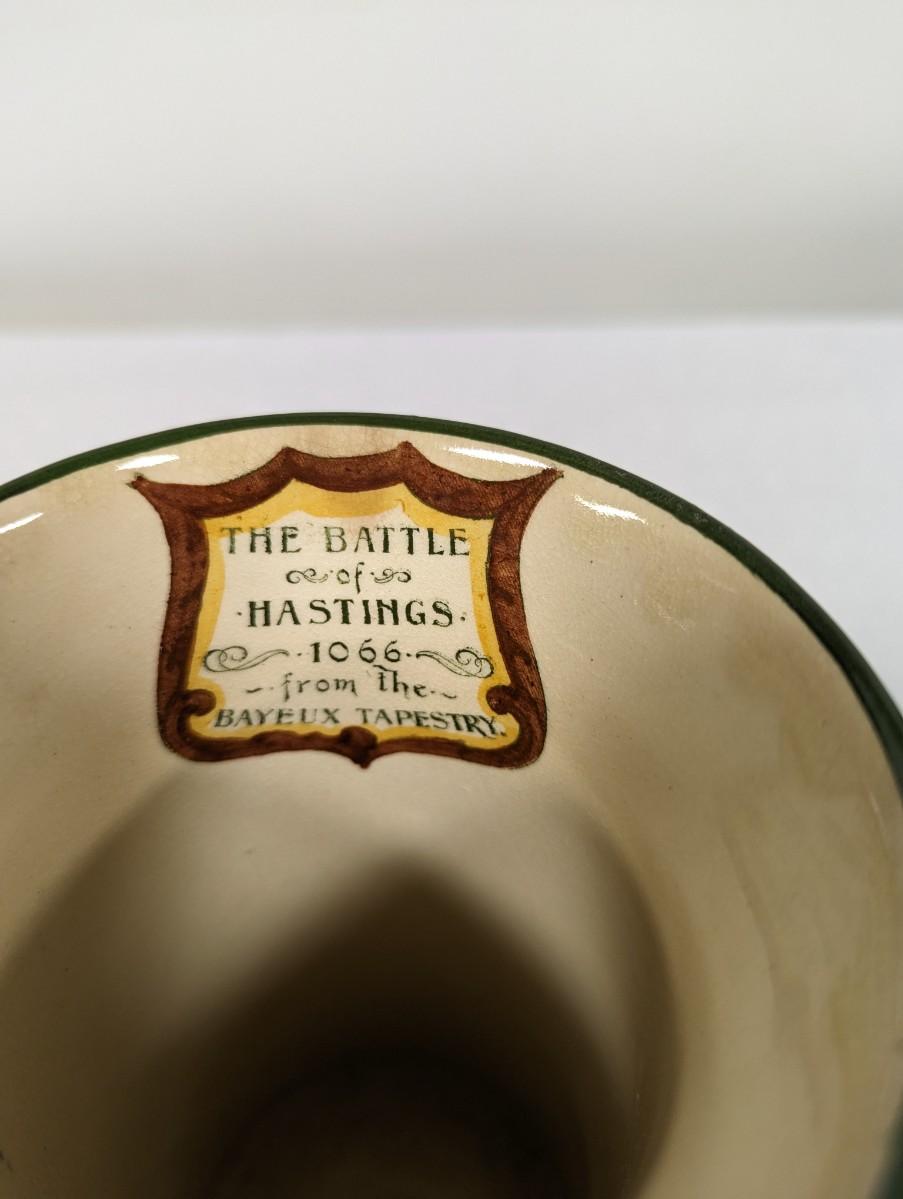 THE BATTLE
of
·HASTINGS·
·1066·
from the
BAYEUX TAPESTRY.